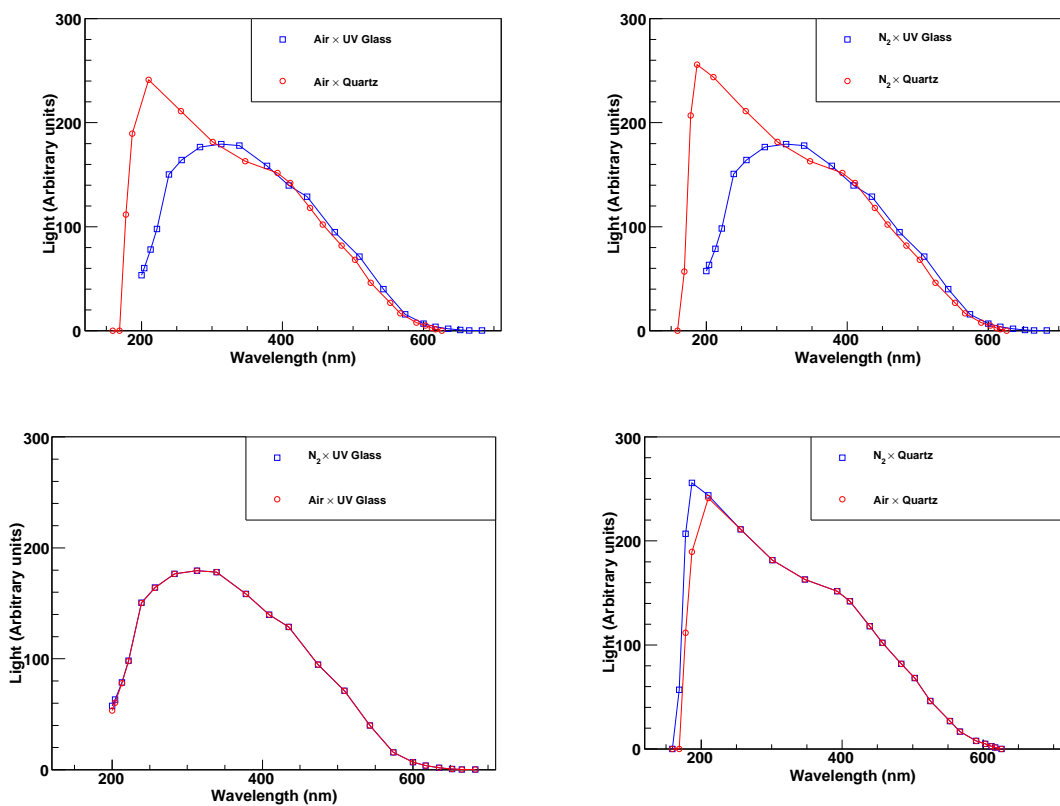 300
200
100
0
Light (Arbitrary units)
Air × UV Glass
Air × Quartz
200
400
600
Wavelength (nm)
300
200
100
0
Light (Arbitrary units)
N₂ × UV Glass
N₂ × Quartz
200
400
600
Wavelength (nm)
300
200
100
0
Light (Arbitrary units)
N₂ × UV Glass
Air × UV Glass
200
400
600
Wavelength (nm)
300
200
100
0
Light (Arbitrary units)
N₂ × Quartz
Air × Quartz
200
400
600
Wavelength (nm)